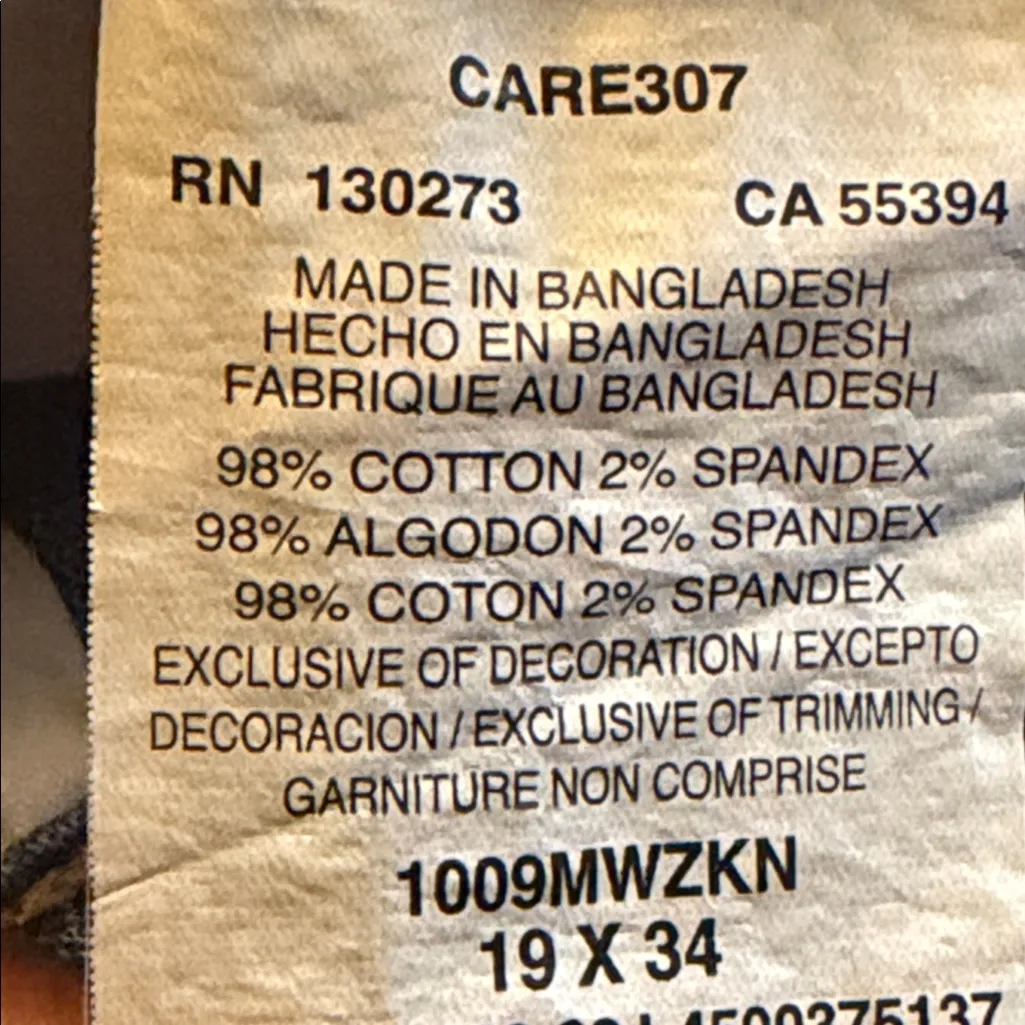 CARE307
RN 130273 CA 55394
MADE IN BANGLADESH
HECHO EN BANGLADESH
FABRIQUE AU BANGLADESH
98% COTTON 2% SPANDEX
98% ALGODON 2% SPANDEX
98% COTON 2% SPANDEX
EXCLUSIVE OF DECORATION / EXCEPTO
DECORACION / EXCLUSIVE OF TRIMMING /
GARNITURE NON COMPRISE
1009MWZKN
19 X 34
4500275137